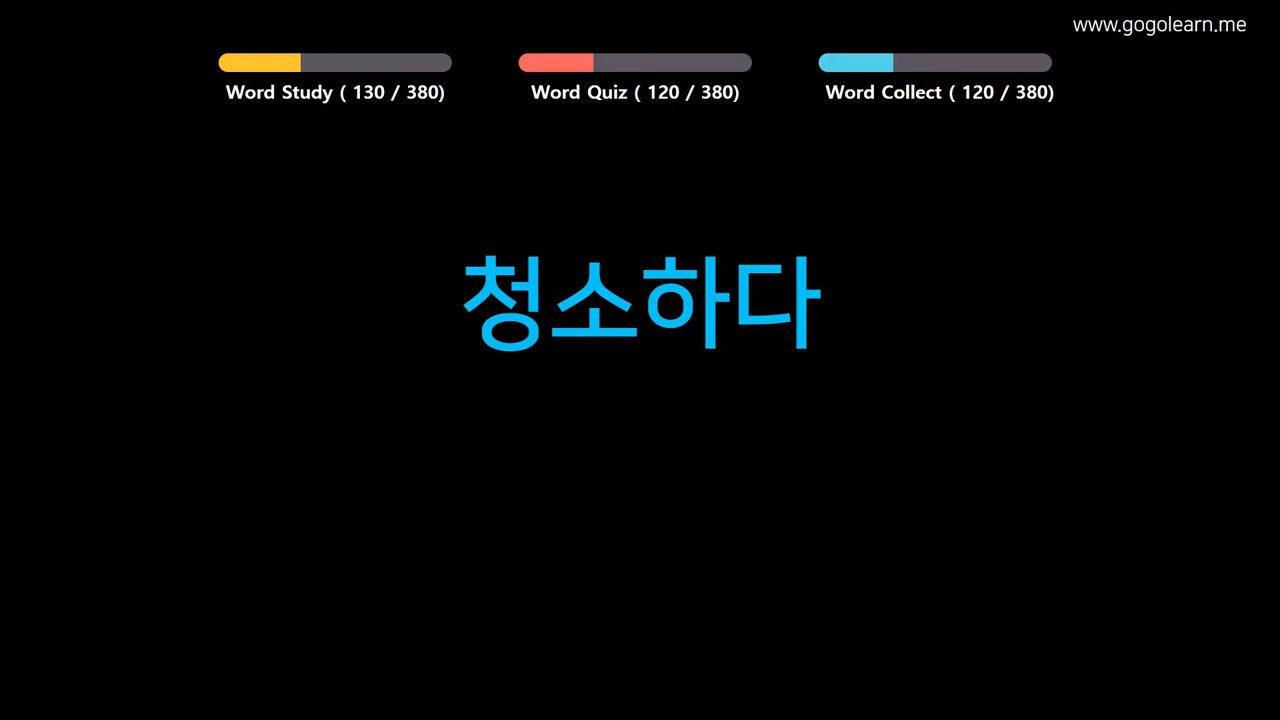 www.gogolearn.me
Word Study ( 130 / 380)
Word Quiz ( 120 / 380)
Word Collect ( 120 / 380)
청소하다